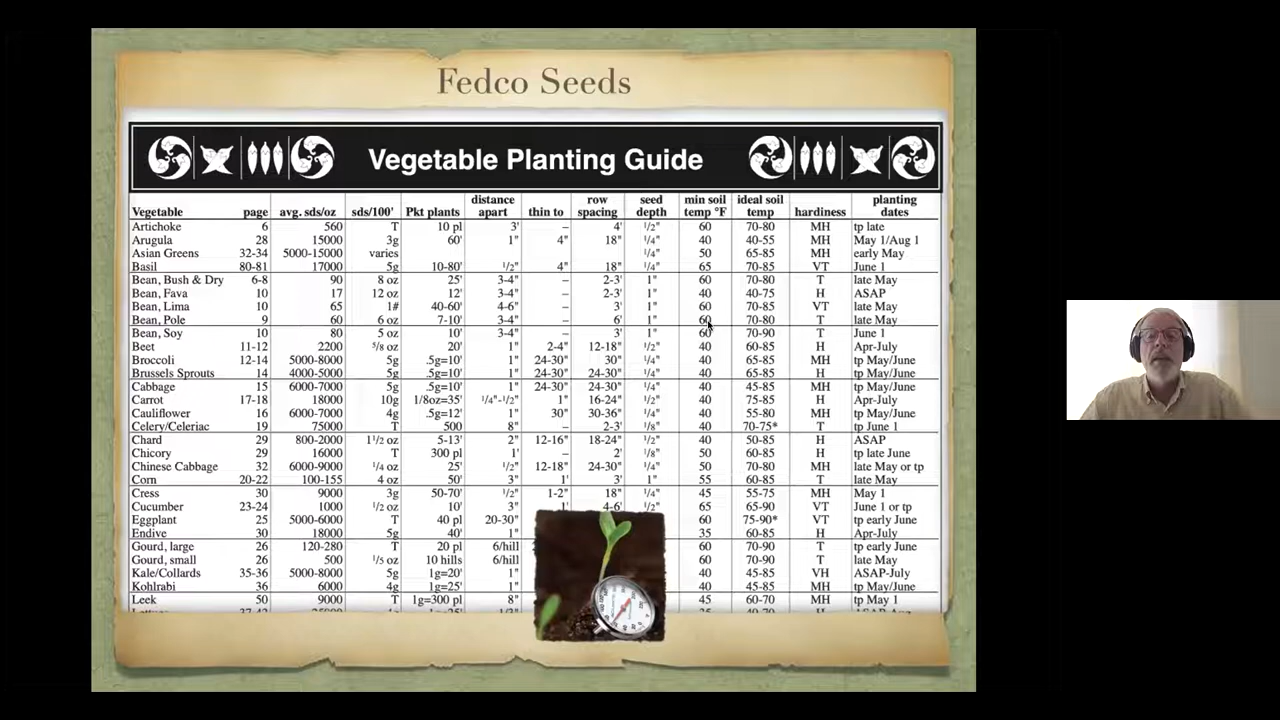 Fedco Seeds
Vegetable Planting Guide
Vegetable page avg. sds/oz sds/100' Pkt plants distance apart thin to row spacing seed depth min soil temp °F ideal soil temp hardiness planting dates
Artichoke 6 560 T 10 pl 3' – 4' 1/2" 60 70-80 MH tp late
Arugula 28 15000 3g 60' 1" 4" 18" 1/4" 40 40-55 MH May 1/Aug 1
Asian Greens 32-34 5000-15000 varies 1/4" 50 65-85 MH early May
Basil 80-81 17000 5g 10-80' 1/2" 4" 18" 1/4" 65 70-85 VT June 1
Bean, Bush & Dry 6-8 90 8 oz 25' 3-4" – 2-3' 1" 60 70-80 T late May
Bean, Fava 10 17 12 oz 12' 3-4" – 2-3' 1" 40 40-75 H ASAP
Bean, Lima 10 65 1# 40-60' 4-6" – 3' 1" 60 70-85 VT late May
Bean, Pole 9 60 6 oz 7-10' 3-4" – 6' 1" 60 70-80 T late May
Bean, Soy 10 80 5 oz 10' 3-4" – 3' 1" 60 70-90 T June 1
Beet 11-12 2200 5/8 oz 20' 1" 2-4" 12-18" 1/2" 40 60-85 H Apr-July
Broccoli 12-14 5000-8000 5g .5g=10' 1" 24-30" 30" 1/4" 40 65-85 MH tp May/June
Brussels Sprouts 14 4000-5000 5g .5g=10' 1" 24-30" 24-30" 1/4" 40 65-85 H tp May/June
Cabbage 15 6000-7000 5g .5g=10' 1" 24-30" 24-30" 1/4" 40 45-85 MH tp May/June
Carrot 17-18 18000 10g 1/8oz=35' 1/4"-1/2" 1" 16-24" 1/2" 40 75-85 H Apr-July
Cauliflower 16 6000-7000 4g .5g=12' 1" 30" 30-36" 1/4" 40 55-80 MH tp May/June
Celery/Celeriac 19 75000 T 500 8" – 2-3' 1/8" 40 70-75* T tp June 1
Chard 29 800-2000 1 1/2 oz 5-13' 2" 12-16" 18-24" 1/2" 40 50-85 H ASAP
Chicory 29 16000 T 300 pl 1' – 2' 1/8" 50 60-85 H tp late June
Chinese Cabbage 32 6000-9000 1/4 oz 25' 1/2" 12-18" 24-30" 1/4" 50 70-80 MH late May or tp
Corn 20-22 100-155 4 oz 50' 3" 1' 3' 1" 55 60-85 T late May
Cress 30 9000 3g 50-70' 1/2" 1-2" 18" 1/4" 45 55-75 MH May 1
Cucumber 23-24 1000 1/2 oz 10' 3" 1' 4-6' 1/2" 65 65-90 VT June 1 or tp
Eggplant 25 5000-6000 T 40 pl 20-30" 60 75-90* VT tp early June
Endive 30 18000 5g 40' 1" 35 60-85 H Apr-July
Gourd, large 26 120-280 T 20 pl 6/hill 60 70-90 T tp early June
Gourd, small 26 500 1/5 oz 10 hills 6/hill 60 70-90 T late May
Kale/Collards 35-36 5000-8000 5g 1g=20' 1" 40 45-85 VH ASAP-July
Kohlrabi 36 8000 4g 1g=25' 1" 40 45-85 MH tp May/June
Leek 50 9000 T 1g=300 pl 8" 45 60-70 H tp May 1